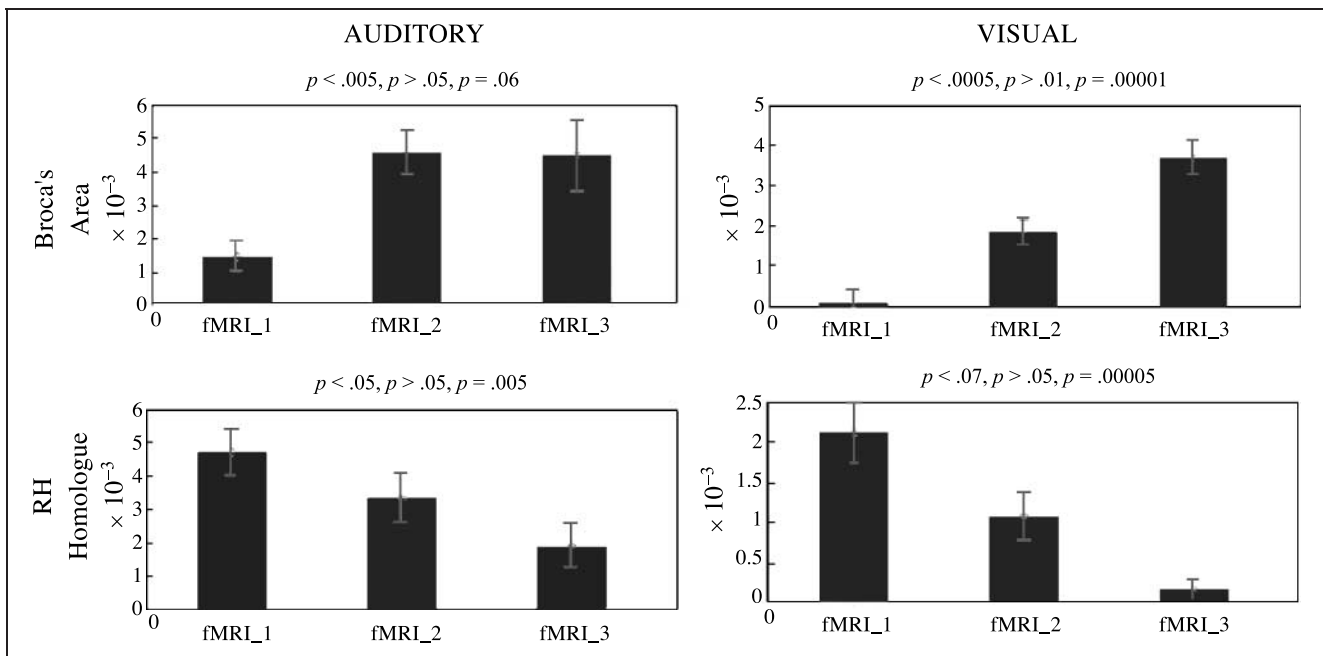 AUDITORY
VISUAL
p < .005, p > .05, p = .06
p < .0005, p > .01, p = .00001
Broca's
Area
× 10⁻³
6
5
4
3
2
1
0
0
fMRI_1
fMRI_2
fMRI_3
× 10⁻³
5
4
3
2
1
0
0
fMRI_1
fMRI_2
fMRI_3
p < .05, p > .05, p = .005
p < .07, p > .05, p = .00005
RH
Homologue
× 10⁻³
6
5
4
3
2
1
0
0
fMRI_1
fMRI_2
fMRI_3
× 10⁻³
2.5
2
1.5
1
0.5
0
0
fMRI_1
fMRI_2
fMRI_3